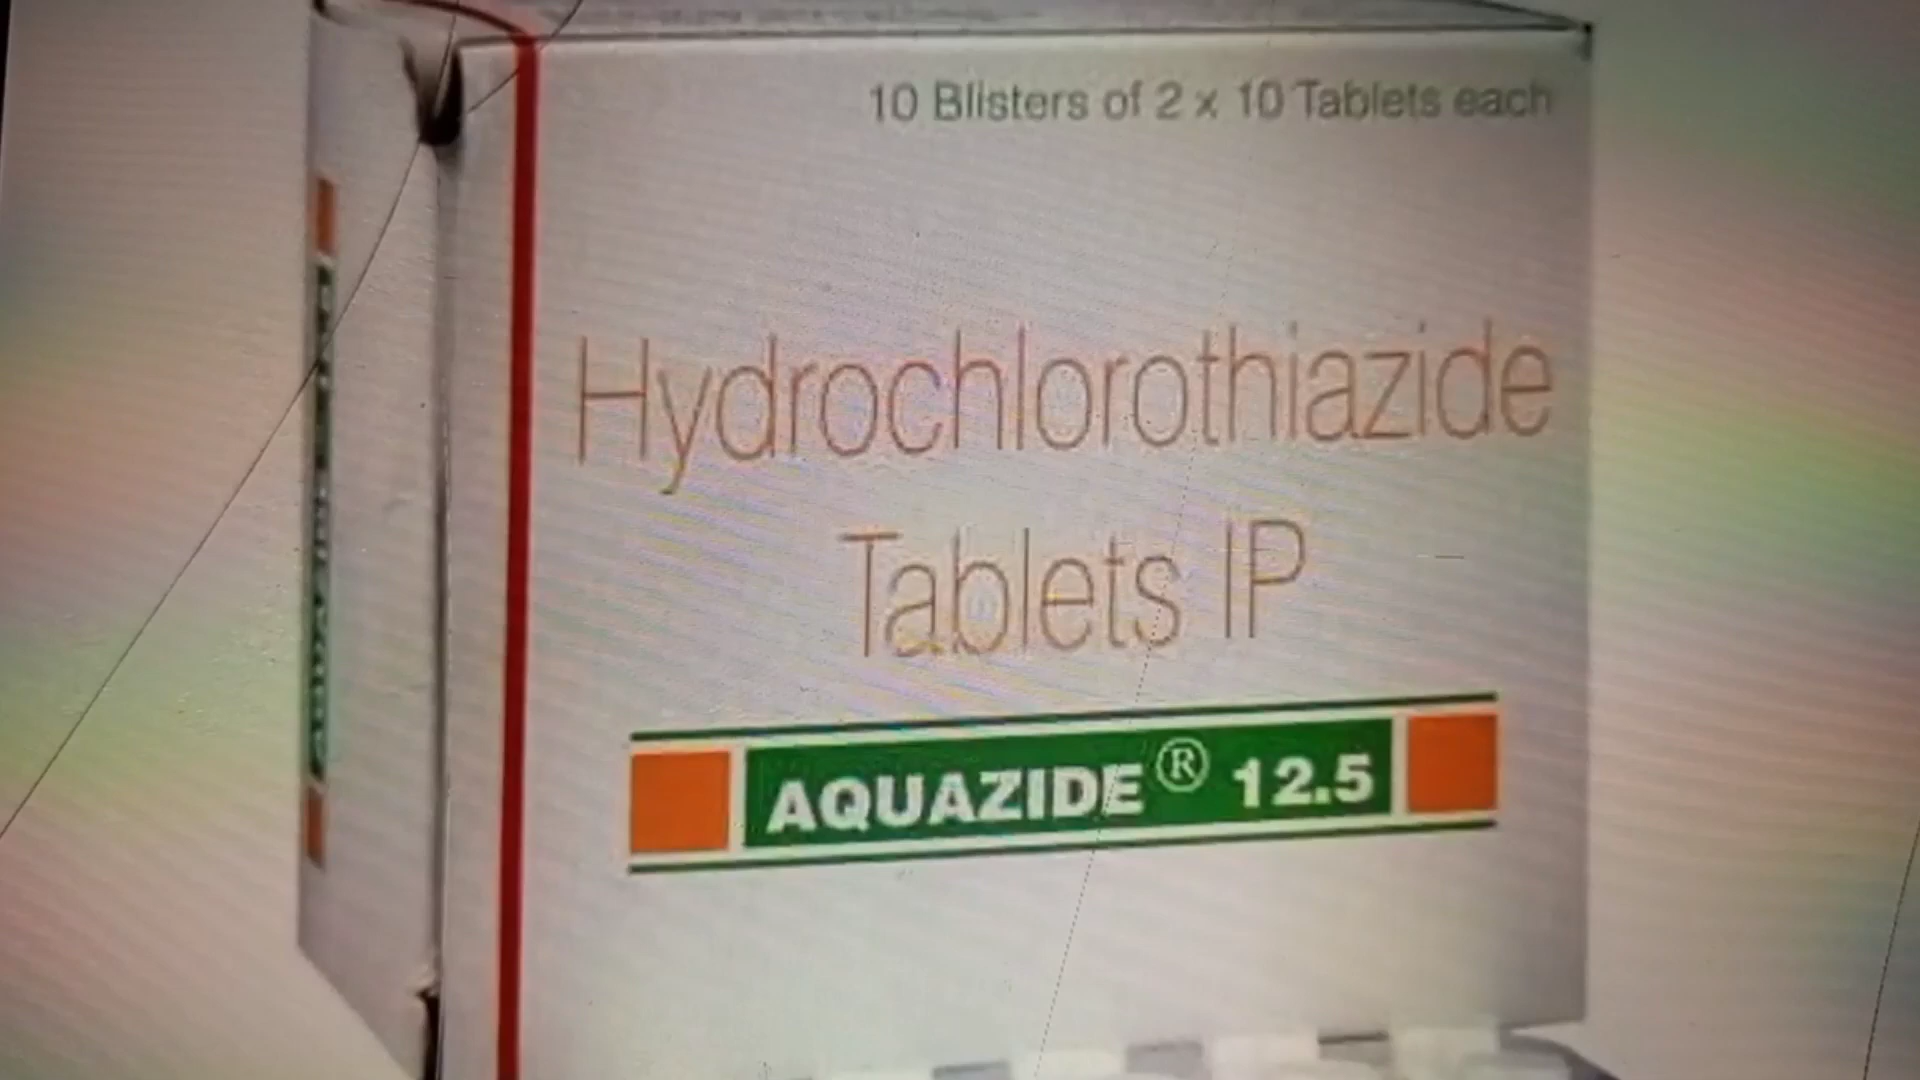 10 Blisters of 2 x 10 Tablets each
Hydrochlorothiazide
Tablets IP
AQUAZIDE® 12.5